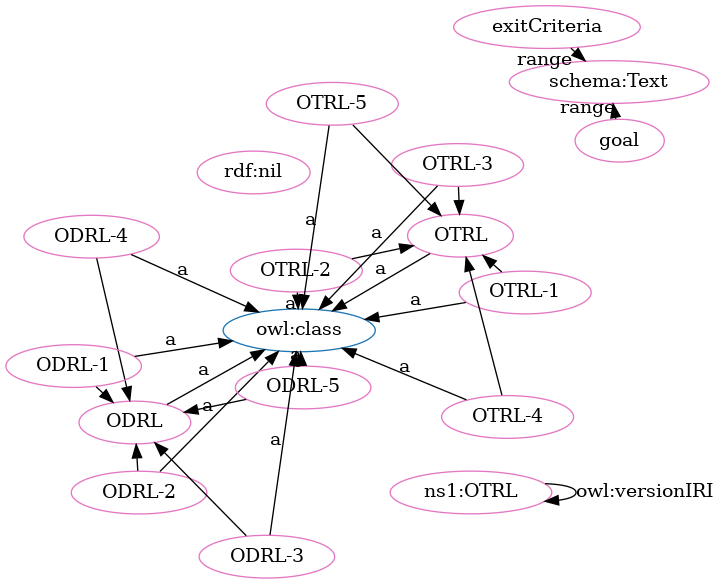 exitCriteria
range
schema:Text
OTRL-5
range
goal
rdf:nil
OTRL-3
a
ODRL-4
a
OTRL
OTRL-2
a
a
OTRL-1
a
a
owl:class
ODRL-1
a
a
a
ODRL-5
a
a
ODRL
OTRL-4
a
ODRL-2
ns1:OTRL
owl:versionIRI
ODRL-3